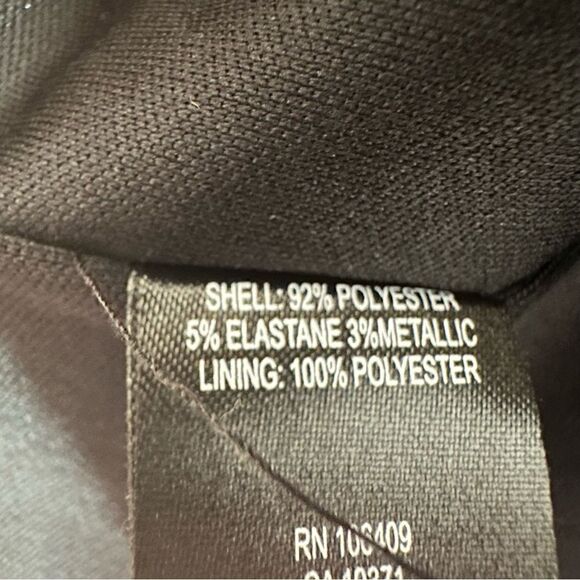 SHELL: 92% POLYESTER
5% ELASTANE 3%METALLIC
LINING: 100% POLYESTER
RN